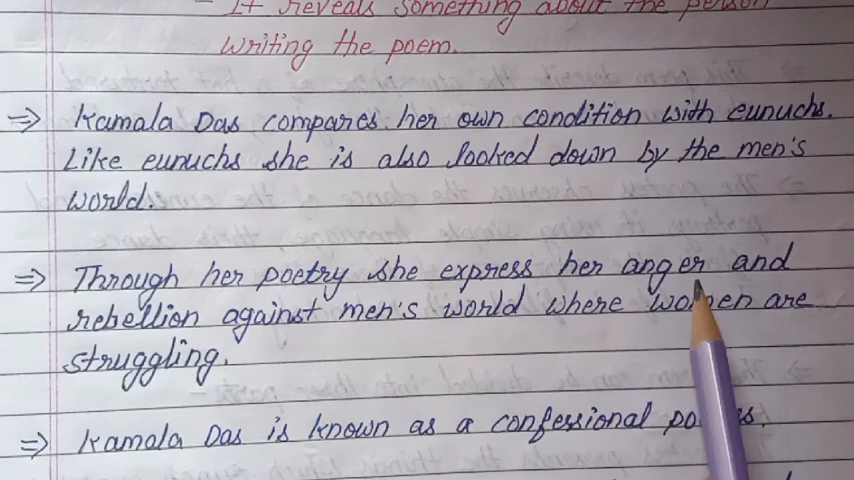 - It reveals something about the person
writing the poem.
⇒ Kamala Das compares her own condition with eunuchs.
Like eunuchs she is also looked down by the men's
world.
⇒ Through her poetry she express her anger and
rebellion against men's world where women are
struggling.
⇒ Kamala Das is known as a confessional